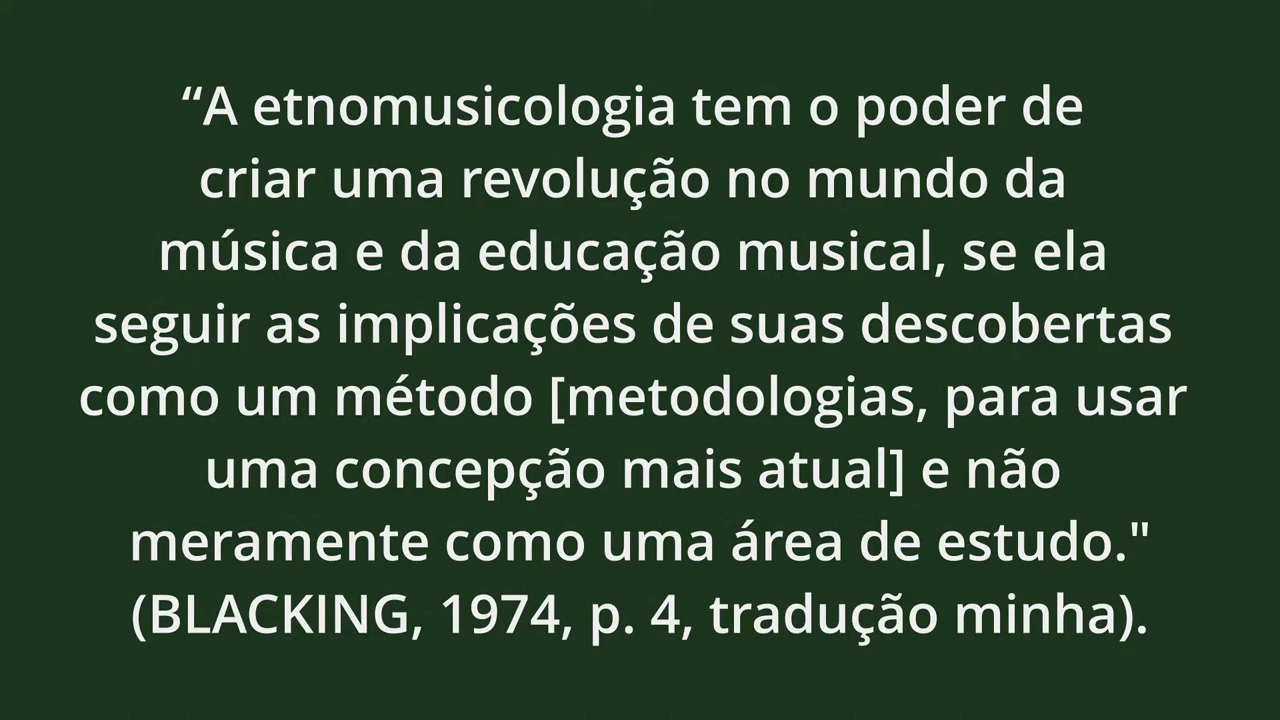 “A etnomusicologia tem o poder de
criar uma revolução no mundo da
música e da educação musical, se ela
seguir as implicações de suas descobertas
como um método [metodologias, para usar
uma concepção mais atual] e não
meramente como uma área de estudo."
(BLACKING, 1974, p. 4, tradução minha).